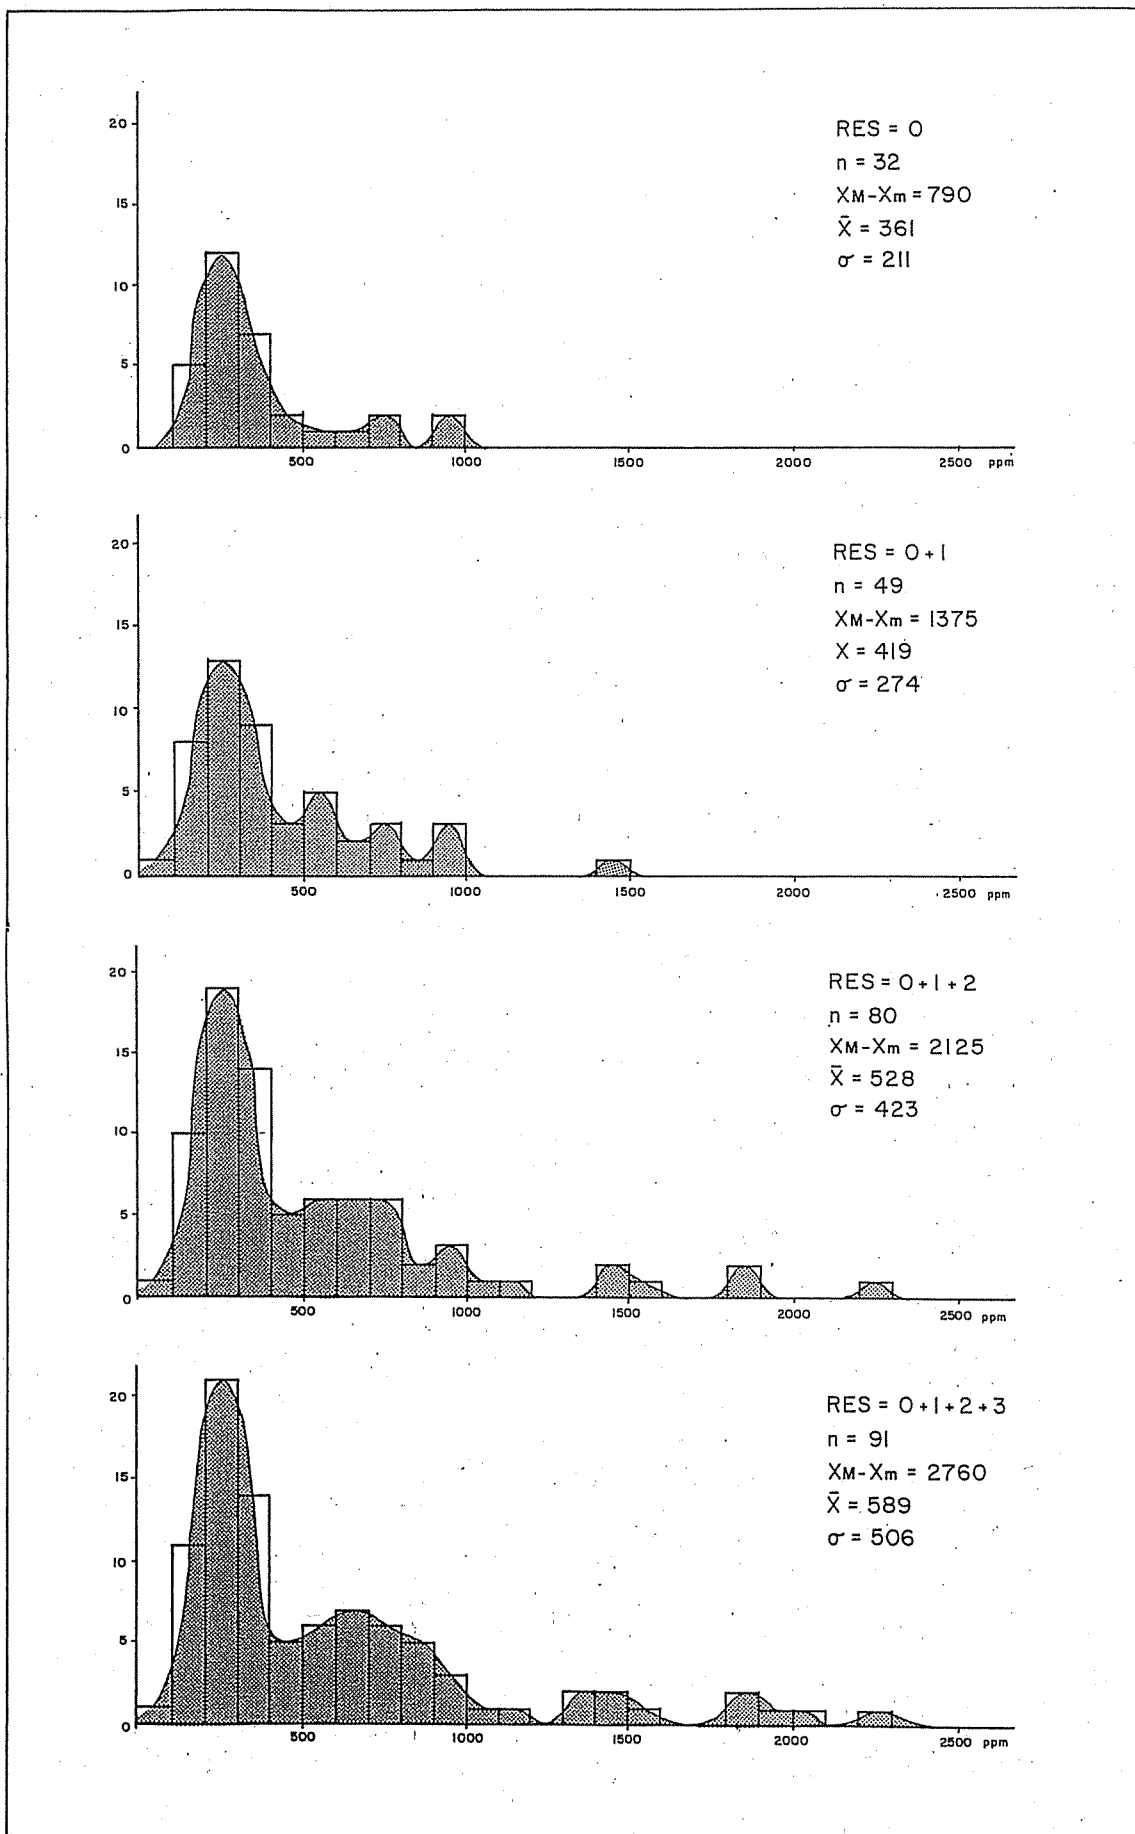 20
15
10
5
0
500
1000
1500
2000
2500 ppm
RES = 0
n = 32
XM-Xm = 790
X̄ = 361
σ = 211
20
15
10
5
0
500
1000
1500
2000
2500 ppm
RES = 0+1
n = 49
XM-Xm = 1375
X = 419
σ = 274
20
15
10
5
0
500
1000
1500
2000
2500 ppm
RES = 0+1+2
n = 80
XM-Xm = 2125
X̄ = 528
σ = 423
20
15
10
5
0
500
1000
1500
2000
2500 ppm
RES = 0+1+2+3
n = 91
XM-Xm = 2760
X̄ = 589
σ = 506